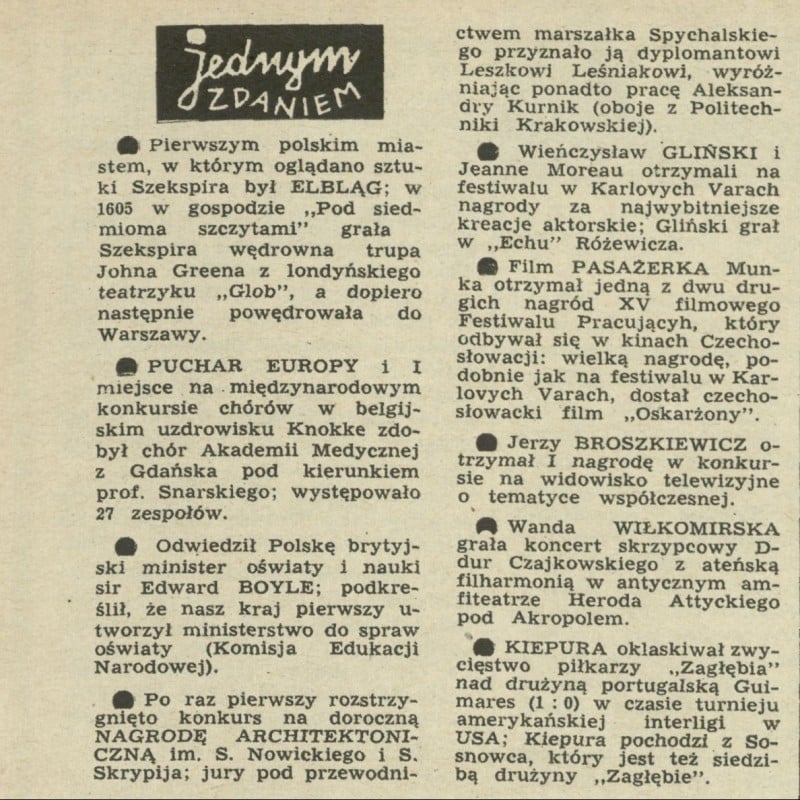 jednym
ZDANIEM
● Pierwszym polskim mia-
stem, w którym oglądano sztu-
ki Szekspira był ELBLĄG; w
1605 w gospodzie „Pod sied-
mioma szczytami" grała
Szekspira wędrowna trupa
Johna Greena z londyńskiego
teatrzyku „Glob", a dopiero
następnie powędrowała do
Warszawy.
● PUCHAR EUROPY i I
miejsce na międzynarodowym
konkursie chórów w belgij-
skim uzdrowisku Knokke zdo-
był chór Akademii Medycznej
z Gdańska pod kierunkiem
prof. Snarskiego; występowało
27 zespołów.
● Odwiedził Polskę brytyj-
ski minister oświaty i nauki
sir Edward BOYLE; podkre-
ślił, że nasz kraj pierwszy u-
tworzył ministerstwo do spraw
oświaty (Komisja Edukacji
Narodowej).
● Po raz pierwszy rozstrzy-
gnięto konkurs na doroczną
NAGRODĘ ARCHITEKTONI-
CZNĄ im. S. Nowickiego i S.
Skrypija; jury pod przewodni-
ctwem marszałka Spychalskie-
go przyznało ją dyplomantowi
Leszkowi Leśniakowi, wyróż-
niając ponadto pracę Aleksan-
dry Kurnik (oboje z Politech-
niki Krakowskiej).
● Wieńczysław GLIŃSKI i
Jeanne Moreau otrzymali na
festiwalu w Karlovych Varach
nagrody za najwybitniejsze
kreacje aktorskie; Gliński grał
w „Echu" Różewicza.
● Film PASAŻERKA Mun-
ka otrzymał jedną z dwu dru-
gich nagród XV filmowego
Festiwalu Pracującyh, który
odbywał się w kinach Czecho-
słowacji: wielką nagrodę, po-
dobnie jak na festiwalu w Kar-
lovych Varach, dostał czecho-
słowacki film „Oskarżony".
● Jerzy BROSZKIEWICZ o-
trzymał I nagrodę w konkur-
sie na widowisko telewizyjne
o tematyce współczesnej.
● Wanda WIŁKOMIRSKA
grała koncert skrzypcowy D-
dur Czajkowskiego z ateńską
filharmonią w antycznym am-
fiteatrze Heroda Attyckiego
pod Akropolem.
● KIEPURA oklaskiwał zwy-
cięstwo piłkarzy „Zagłębia"
nad drużyną portugalską Gui-
mares (1 : 0) w czasie turnieju
amerykańskiej interligi w
USA; Kiepura pochodzi z So-
snowca, który jest też siedzi-
bą drużyny „Zagłębie".